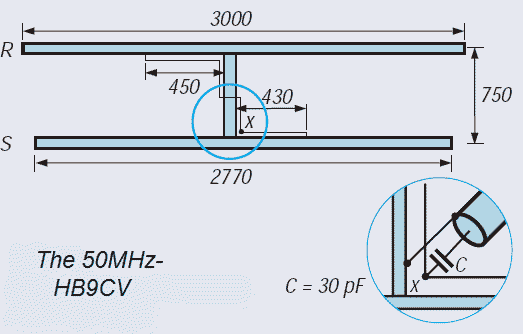 3000
R
450
430
750
X
S
2770
The 50MHz-
HB9CV
C = 30 pF
C
X